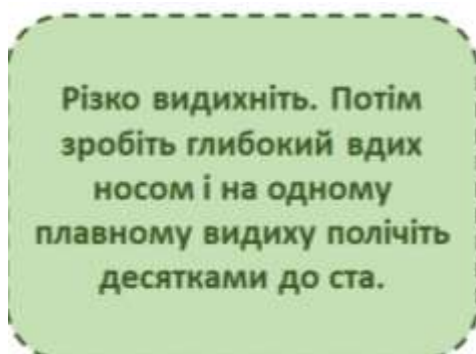 Різко видихніть. Потім
зробіть глибокий вдих
носом і на одному
плавному видиху полічіть
десятками до ста.